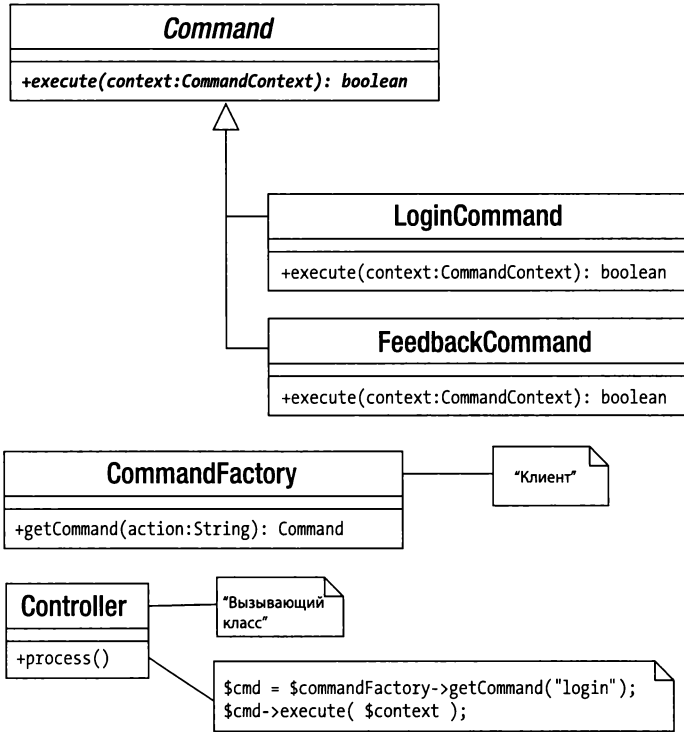 Command
+execute(context:CommandContext): boolean
LoginCommand
+execute(context:CommandContext): boolean
FeedbackCommand
+execute(context:CommandContext): boolean
CommandFactory
+getCommand(action:String): Command
“Клиент”
Controller
+process()
“Вызывающий
класс”
$cmd = $commandFactory->getCommand("login");
$cmd->execute( $context );